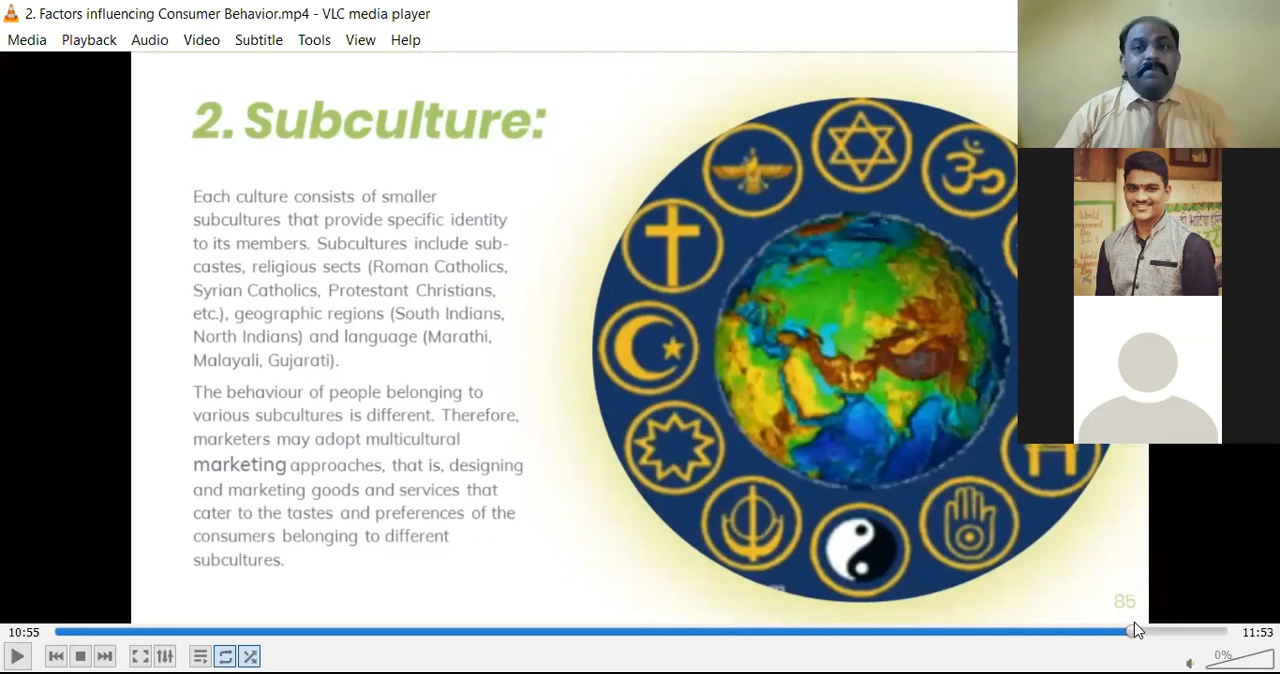 2. Factors influencing Consumer Behavior.mp4 - VLC media player
Media Playback Audio Video Subtitle Tools View Help
2. Subculture:
Each culture consists of smaller
subcultures that provide specific identity
to its members. Subcultures include sub-
castes, religious sects (Roman Catholics,
Syrian Catholics, Protestant Christians,
etc.), geographic regions (South Indians,
North Indians) and language (Marathi,
Malayali, Gujarati).
The behaviour of people belonging to
various subcultures is different. Therefore,
marketers may adopt multicultural
marketing approaches, that is, designing
and marketing goods and services that
cater to the tastes and preferences of the
consumers belonging to different
subcultures.
ॐ
World
Day
World
Day
85
10:55
11:53
0%